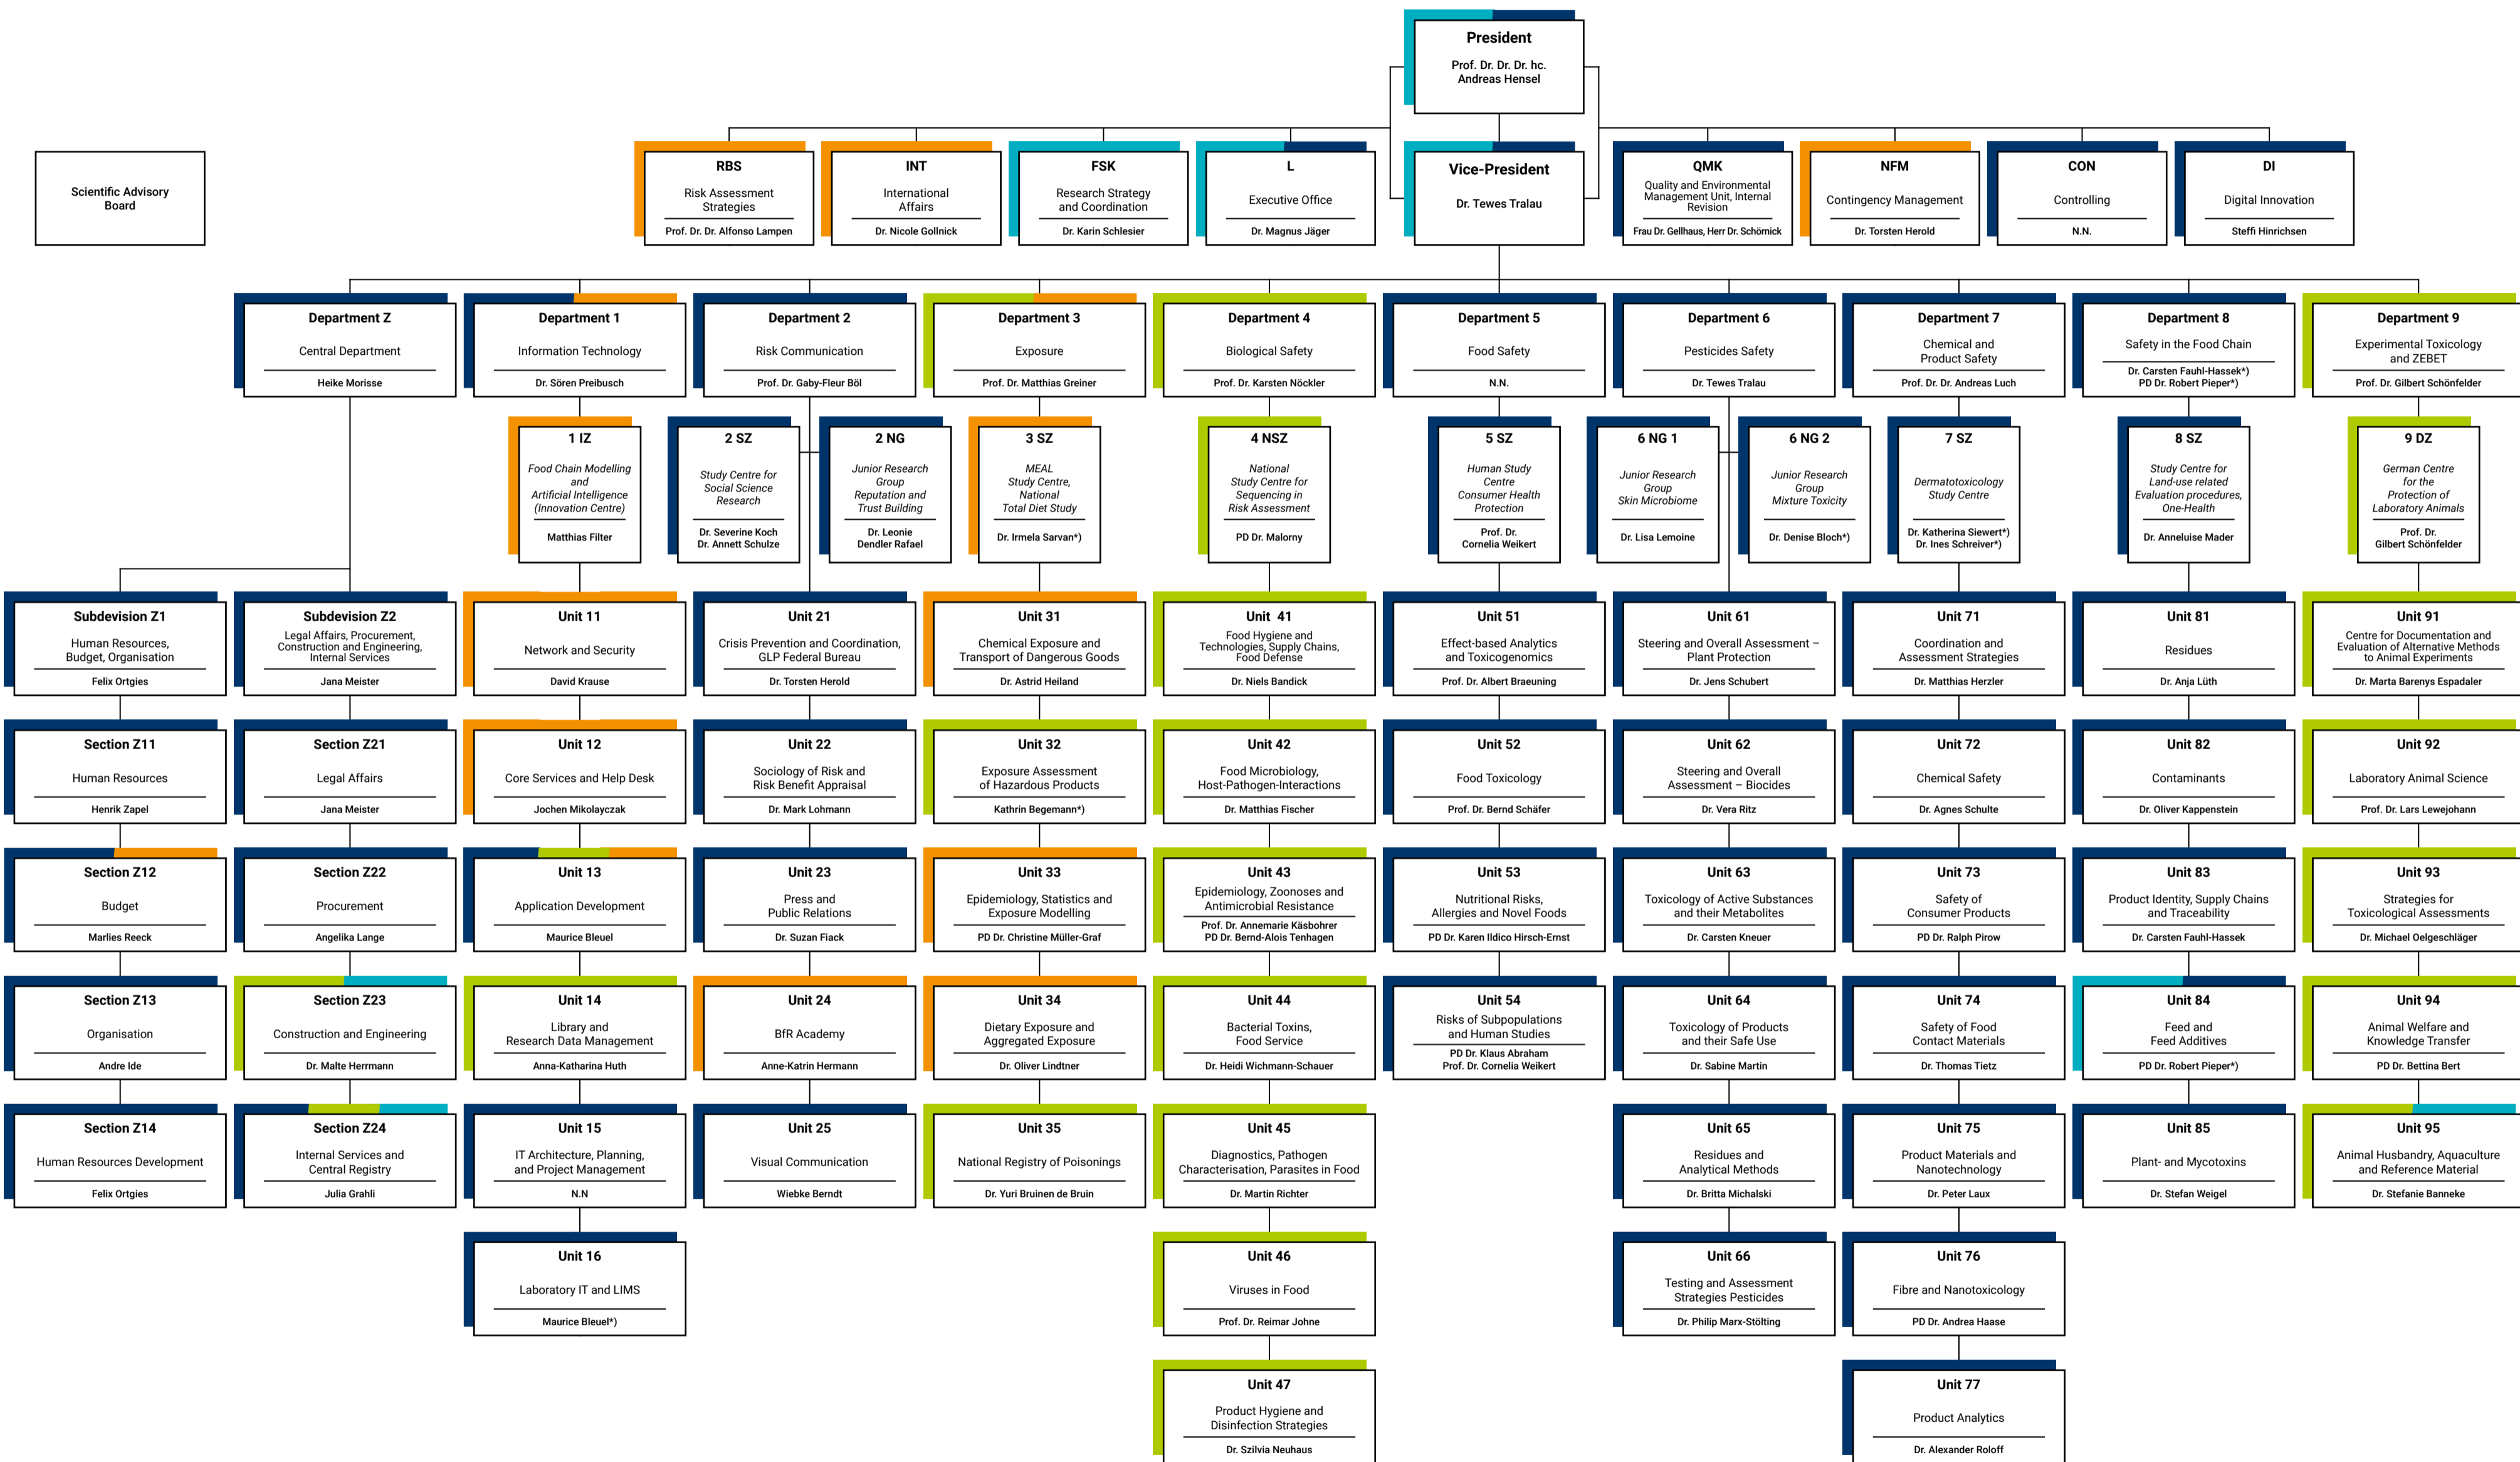 President
Prof. Dr. Dr. Dr. hc.
Andreas Hensel
Scientific Advisory
Board
RBS
Risk Assessment
Strategies
Prof. Dr. Dr. Alfonso Lampen
INT
International
Affairs
Dr. Nicole Gollnick
FSK
Research Strategy
and Coordination
Dr. Karin Schlesier
L
Executive Office
Dr. Magnus Jäger
Vice-President
Dr. Tewes Tralau
QMK
Quality and Environmental
Management Unit, Internal
Revision
Frau Dr. Gellhaus, Herr Dr. Schörnick
NFM
Contingency Management
Dr. Torsten Herold
CON
Controlling
N.N.
DI
Digital Innovation
Steffi Hinrichsen
Department Z
Central Department
Heike Morisse
Department 1
Information Technology
Dr. Sören Preibusch
Department 2
Risk Communication
Prof. Dr. Gaby-Fleur Böl
Department 3
Exposure
Prof. Dr. Matthias Greiner
Department 4
Biological Safety
Prof. Dr. Karsten Nöckler
Department 5
Food Safety
N.N.
Department 6
Pesticides Safety
Dr. Tewes Tralau
Department 7
Chemical and
Product Safety
Prof. Dr. Dr. Andreas Luch
Department 8
Safety in the Food Chain
Dr. Carsten Fauhl-Hassek*)
PD Dr. Robert Pieper*)
Department 9
Experimental Toxicology
and ZEBET
Prof. Dr. Gilbert Schönfelder
1 IZ
Food Chain Modelling
and
Artificial Intelligence
(Innovation Centre)
Matthias Filter
2 SZ
Study Centre for
Social Science
Research
Dr. Severine Koch
Dr. Annett Schulze
2 NG
Junior Research
Group
Reputation and
Trust Building
Dr. Leonie
Dendler Rafael
3 SZ
MEAL
Study Centre,
National
Total Diet Study
Dr. Irmela Sarvan*)
4 NSZ
National
Study Centre for
Sequencing in
Risk Assessment
PD Dr. Malorny
5 SZ
Human Study
Centre
Consumer Health
Protection
Prof. Dr.
Cornelia Weikert
6 NG 1
Junior Research
Group
Skin Microbiome
Dr. Lisa Lemoine
6 NG 2
Junior Research
Group
Mixture Toxicity
Dr. Denise Bloch*)
7 SZ
Dermatotoxicology
Study Centre
Dr. Katherina Siewert*)
Dr. Ines Schreiver*)
8 SZ
Study Centre for
Land-use related
Evaluation procedures,
One-Health
Dr. Anneluise Mader
9 DZ
German Centre
for the
Protection of
Laboratory Animals
Prof. Dr.
Gilbert Schönfelder
Subdevision Z1
Human Resources,
Budget, Organisation
Felix Ortgies
Subdevision Z2
Legal Affairs, Procurement,
Construction and Engineering,
Internal Services
Jana Meister
Unit 11
Network and Security
David Krause
Unit 21
Crisis Prevention and Coordination,
GLP Federal Bureau
Dr. Torsten Herold
Unit 31
Chemical Exposure and
Transport of Dangerous Goods
Dr. Astrid Heiland
Unit 41
Food Hygiene and
Technologies, Supply Chains,
Food Defense
Dr. Niels Bandick
Unit 51
Effect-based Analytics
and Toxicogenomics
Prof. Dr. Albert Braeuning
Unit 61
Steering and Overall Assessment –
Plant Protection
Dr. Jens Schubert
Unit 71
Coordination and
Assessment Strategies
Dr. Matthias Herzler
Unit 81
Residues
Dr. Anja Lüth
Unit 91
Centre for Documentation and
Evaluation of Alternative Methods
to Animal Experiments
Dr. Marta Barenys Espadaler
Section Z11
Human Resources
Henrik Zapel
Section Z21
Legal Affairs
Jana Meister
Unit 12
Core Services and Help Desk
Jochen Mikolayczak
Unit 22
Sociology of Risk and
Risk Benefit Appraisal
Dr. Mark Lohmann
Unit 32
Exposure Assessment
of Hazardous Products
Kathrin Begemann*)
Unit 42
Food Microbiology,
Host-Pathogen-Interactions
Dr. Matthias Fischer
Unit 52
Food Toxicology
Prof. Dr. Bernd Schäfer
Unit 62
Steering and Overall
Assessment – Biocides
Dr. Vera Ritz
Unit 72
Chemical Safety
Dr. Agnes Schulte
Unit 82
Contaminants
Dr. Oliver Kappenstein
Unit 92
Laboratory Animal Science
Prof. Dr. Lars Lewejohann
Section Z12
Budget
Marlies Reeck
Section Z22
Procurement
Angelika Lange
Unit 13
Application Development
Maurice Bleuel
Unit 23
Press and
Public Relations
Dr. Suzan Fiack
Unit 33
Epidemiology, Statistics and
Exposure Modelling
PD Dr. Christine Müller-Graf
Unit 43
Epidemiology, Zoonoses and
Antimicrobial Resistance
Prof. Dr. Annemarie Käsbohrer
PD Dr. Bernd-Alois Tenhagen
Unit 53
Nutritional Risks,
Allergies and Novel Foods
PD Dr. Karen Ildico Hirsch-Ernst
Unit 63
Toxicology of Active Substances
and their Metabolites
Dr. Carsten Kneuer
Unit 73
Safety of
Consumer Products
PD Dr. Ralph Pirow
Unit 83
Product Identity, Supply Chains
and Traceability
Dr. Carsten Fauhl-Hassek
Unit 93
Strategies for
Toxicological Assessments
Dr. Michael Oelgeschläger
Section Z13
Organisation
Andre Ide
Section Z23
Construction and Engineering
Dr. Malte Herrmann
Unit 14
Library and
Research Data Management
Anna-Katharina Huth
Unit 24
BfR Academy
Anne-Katrin Hermann
Unit 34
Dietary Exposure and
Aggregated Exposure
Dr. Oliver Lindtner
Unit 44
Bacterial Toxins,
Food Service
Dr. Heidi Wichmann-Schauer
Unit 54
Risks of Subpopulations
and Human Studies
PD Dr. Klaus Abraham
Prof. Dr. Cornelia Weikert
Unit 64
Toxicology of Products
and their Safe Use
Dr. Sabine Martin
Unit 74
Safety of Food
Contact Materials
Dr. Thomas Tietz
Unit 84
Feed and
Feed Additives
PD Dr. Robert Pieper*)
Unit 94
Animal Welfare and
Knowledge Transfer
PD Dr. Bettina Bert
Section Z14
Human Resources Development
Felix Ortgies
Section Z24
Internal Services and
Central Registry
Julia Grahli
Unit 15
IT Architecture, Planning,
and Project Management
N.N
Unit 25
Visual Communication
Wiebke Berndt
Unit 35
National Registry of Poisonings
Dr. Yuri Bruinen de Bruin
Unit 45
Diagnostics, Pathogen
Characterisation, Parasites in Food
Dr. Martin Richter
Unit 65
Residues and
Analytical Methods
Dr. Britta Michalski
Unit 75
Product Materials and
Nanotechnology
Dr. Peter Laux
Unit 85
Plant- and Mycotoxins
Dr. Stefan Weigel
Unit 95
Animal Husbandry, Aquaculture
and Reference Material
Dr. Stefanie Banneke
Unit 16
Laboratory IT and LIMS
Maurice Bleuel*)
Unit 46
Viruses in Food
Prof. Dr. Reimar Johne
Unit 66
Testing and Assessment
Strategies Pesticides
Dr. Philip Marx-Stölting
Unit 76
Fibre and Nanotoxicology
PD Dr. Andrea Haase
Unit 47
Product Hygiene and
Disinfection Strategies
Dr. Szilvia Neuhaus
Unit 77
Product Analytics
Dr. Alexander Roloff